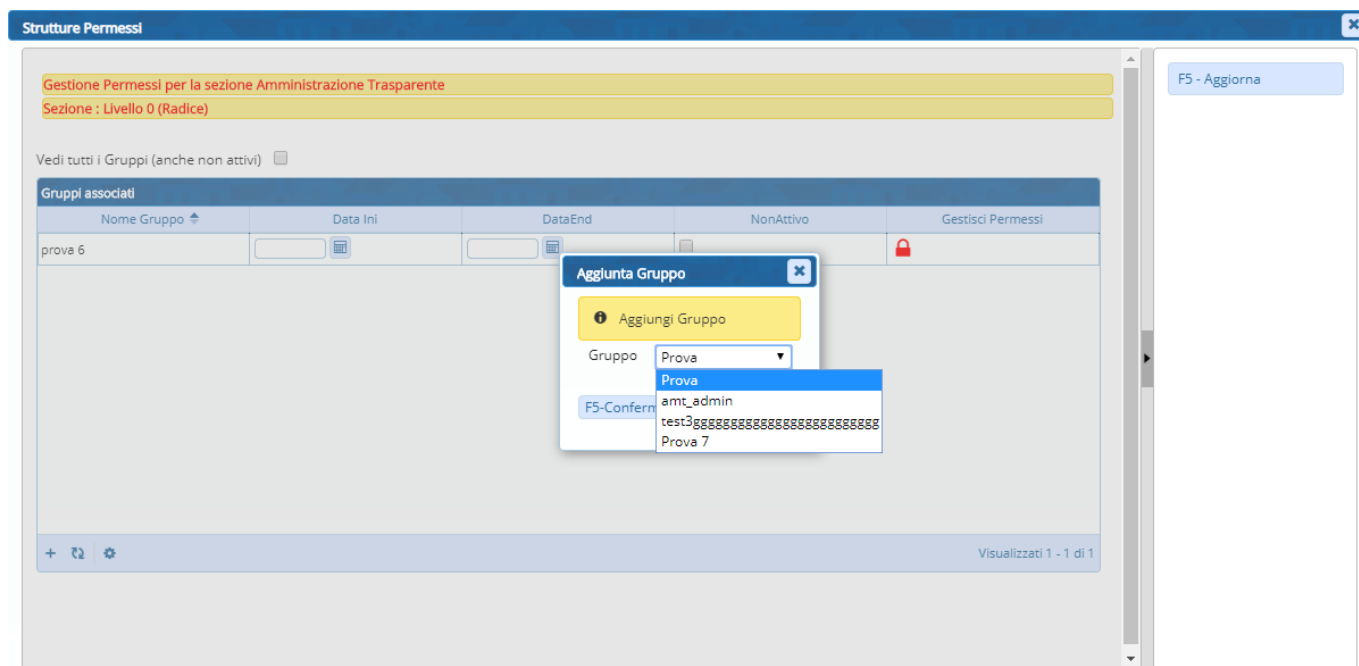 Strutture Permessi
F5 - Aggiorna
Gestione Permessi per la sezione Amministrazione Trasparente
Sezione : Livello 0 (Radice)
Vedi tutti i Gruppi (anche non attivi)
Gruppi associati
Nome Gruppo Data Ini DataEnd NonAttivo Gestisci Permessi
prova 6
Aggiunta Gruppo
Aggiungi Gruppo
Gruppo Prova
Prova
amt_admin
F5-Conferm
test3gggggggggggggggggggggggggg
Prova 7
Visualizzati 1 - 1 di 1